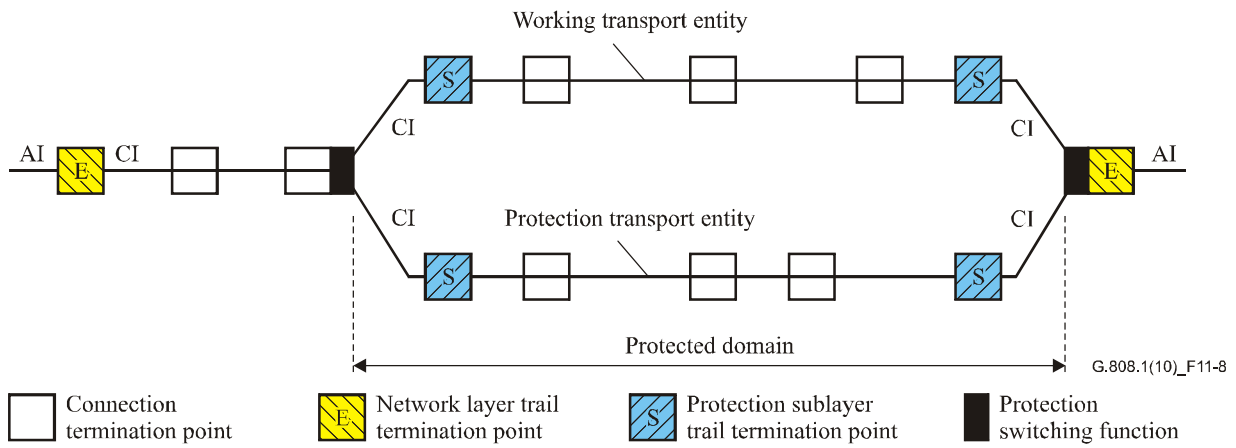 Working transport entity
S
S
CI
CI
AI
E
CI
E
AI
CI
Protection transport entity
CI
S
S
Protected domain
G.808.1(10)_F11-8
Connection
termination point
E
Network layer trail
termination point
S
Protection sublayer
trail termination point
Protection
switching function